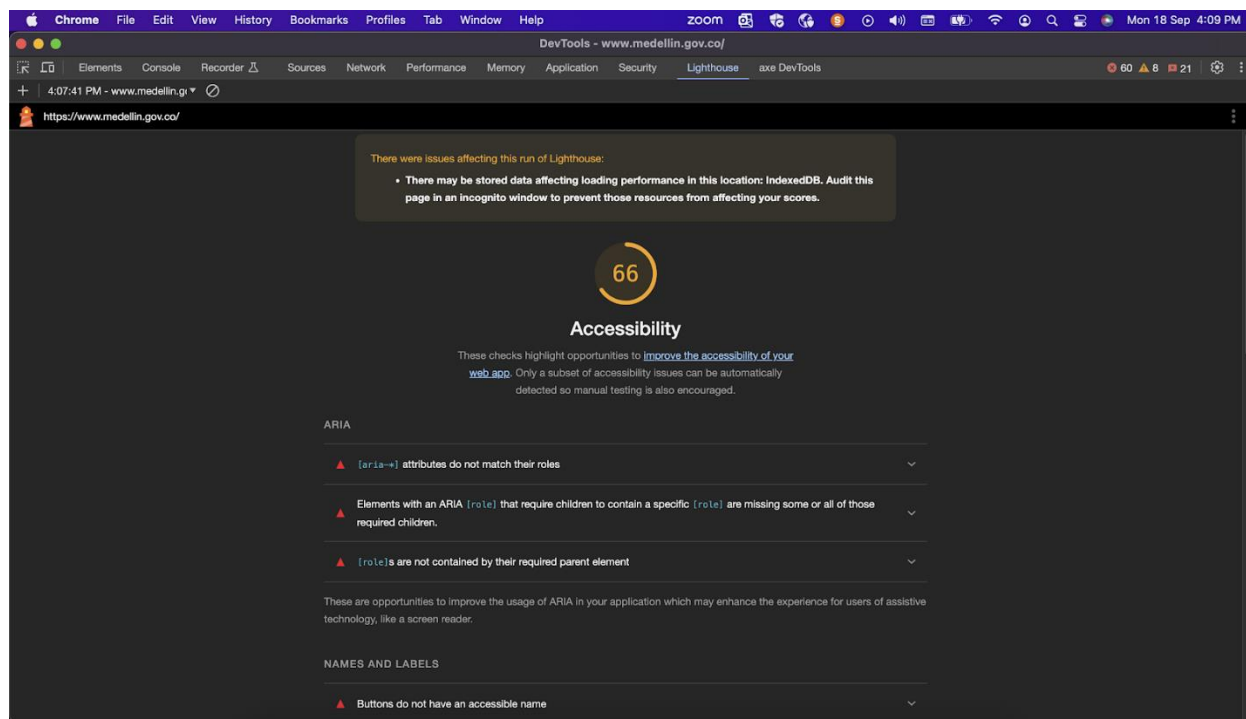 Chrome File Edit View History Bookmarks Profiles Tab Window Help zoom Mon 18 Sep 4:09 PM
DevTools - www.medellin.gov.co/
Elements Console Recorder Sources Network Performance Memory Application Security Lighthouse axe DevTools 60 8 21
4:07:41 PM - www.medellin.g
https://www.medellin.gov.co/
There were issues affecting this run of Lighthouse:
• There may be stored data affecting loading performance in this location: IndexedDB. Audit this
page in an incognito window to prevent those resources from affecting your scores.
66
Accessibility
These checks highlight opportunities to improve the accessibility of your
web app. Only a subset of accessibility issues can be automatically
detected so manual testing is also encouraged.
ARIA
[aria-*] attributes do not match their roles
Elements with an ARIA [role] that require children to contain a specific [role] are missing some or all of those
required children.
[role]s are not contained by their required parent element
These are opportunities to improve the usage of ARIA in your application which may enhance the experience for users of assistive
technology, like a screen reader.
NAMES AND LABELS
Buttons do not have an accessible name